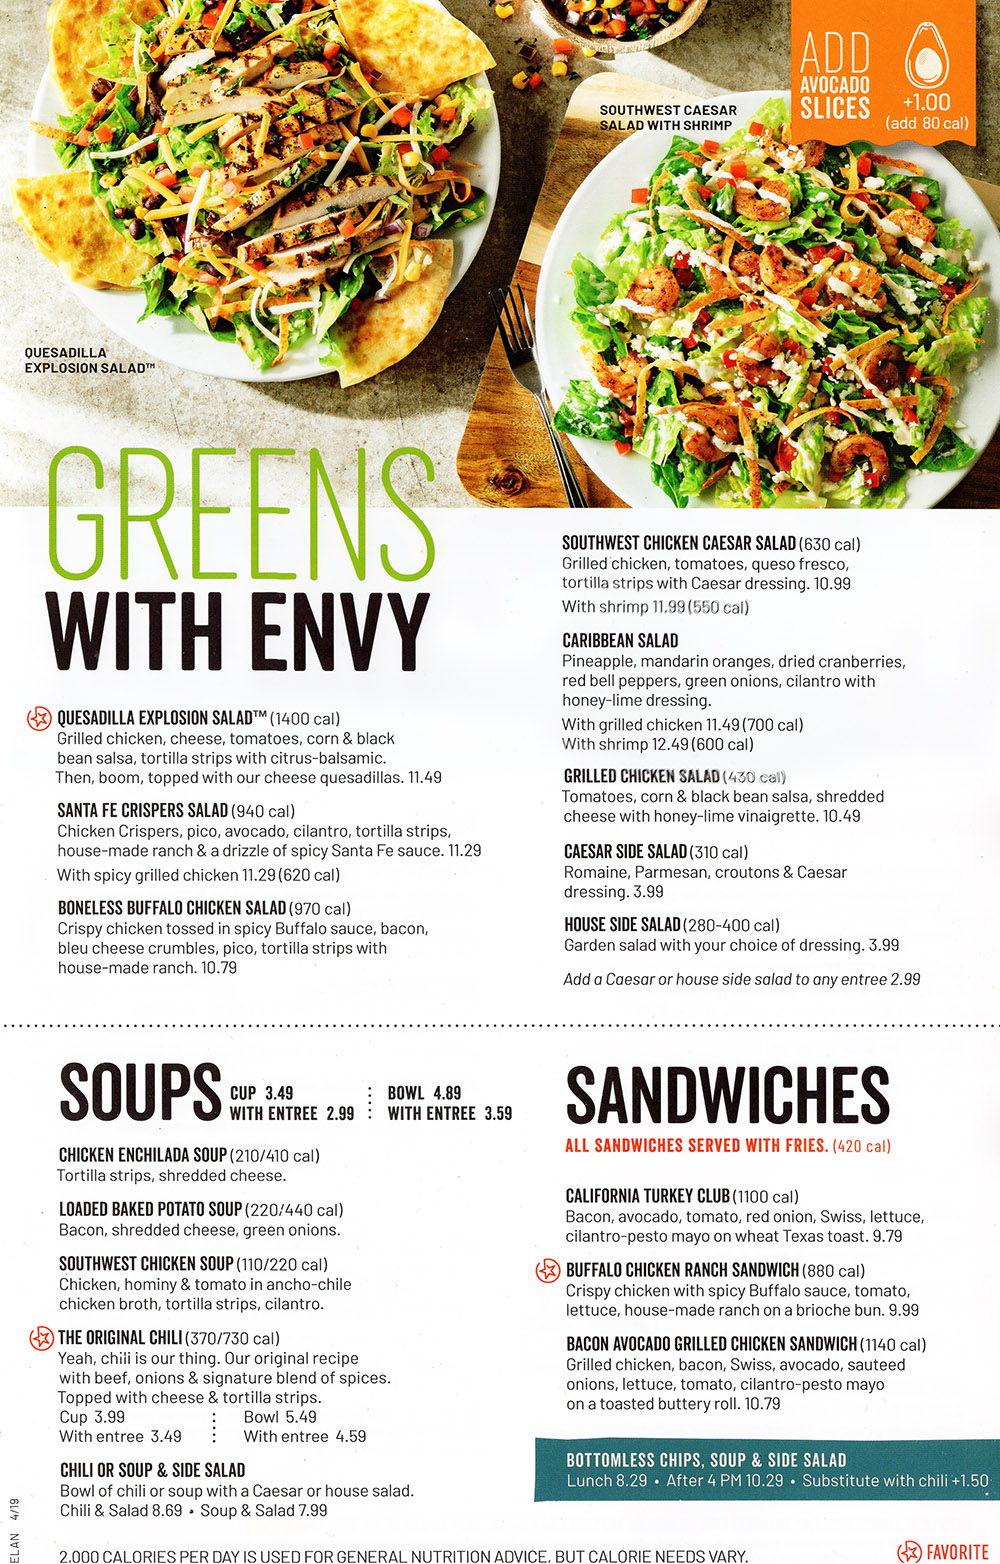 ADD
AVOCADO
SLICES
+1.00
(add 80 cal)
SOUTHWEST CAESAR
SALAD WITH SHRIMP
QUESADILLA
EXPLOSION SALAD™
GREENS
WITH ENVY
QUESADILLA EXPLOSION SALAD™ (1400 cal)
Grilled chicken, cheese, tomatoes, corn & black
bean salsa, tortilla strips with citrus-balsamic.
Then, boom, topped with our cheese quesadillas. 11.49
SANTA FE CRISPERS SALAD (940 cal)
Chicken Crispers, pico, avocado, cilantro, tortilla strips,
house-made ranch & a drizzle of spicy Santa Fe sauce. 11.29
With spicy grilled chicken 11.29 (620 cal)
BONELESS BUFFALO CHICKEN SALAD (970 cal)
Crispy chicken tossed in spicy Buffalo sauce, bacon,
bleu cheese crumbles, pico, tortilla strips with
house-made ranch. 10.79
SOUTHWEST CHICKEN CAESAR SALAD (630 cal)
Grilled chicken, tomatoes, queso fresco,
tortilla strips with Caesar dressing. 10.99
With shrimp 11.99 (550 cal)
CARIBBEAN SALAD
Pineapple, mandarin oranges, dried cranberries,
red bell peppers, green onions, cilantro with
honey-lime dressing.
With grilled chicken 11.49 (700 cal)
With shrimp 12.49 (600 cal)
GRILLED CHICKEN SALAD (430 cal)
Tomatoes, corn & black bean salsa, shredded
cheese with honey-lime vinaigrette. 10.49
CAESAR SIDE SALAD (310 cal)
Romaine, Parmesan, croutons & Caesar
dressing. 3.99
HOUSE SIDE SALAD (280-400 cal)
Garden salad with your choice of dressing. 3.99
Add a Caesar or house side salad to any entree 2.99
SOUPS
CUP 3.49 : BOWL 4.89
WITH ENTREE 2.99 : WITH ENTREE 3.59
CHICKEN ENCHILADA SOUP (210/410 cal)
Tortilla strips, shredded cheese.
LOADED BAKED POTATO SOUP (220/440 cal)
Bacon, shredded cheese, green onions.
SOUTHWEST CHICKEN SOUP (110/220 cal)
Chicken, hominy & tomato in ancho-chile
chicken broth, tortilla strips, cilantro.
THE ORIGINAL CHILI (370/730 cal)
Yeah, chili is our thing. Our original recipe
with beef, onions & signature blend of spices.
Topped with cheese & tortilla strips.
Cup 3.99 : Bowl 5.49
With entree 3.49 : With entree 4.59
CHILI OR SOUP & SIDE SALAD
Bowl of chili or soup with a Caesar or house salad.
Chili & Salad 8.69 • Soup & Salad 7.99
SANDWICHES
ALL SANDWICHES SERVED WITH FRIES. (420 cal)
CALIFORNIA TURKEY CLUB (1100 cal)
Bacon, avocado, tomato, red onion, Swiss, lettuce,
cilantro-pesto mayo on wheat Texas toast. 9.79
BUFFALO CHICKEN RANCH SANDWICH (880 cal)
Crispy chicken with spicy Buffalo sauce, tomato,
lettuce, house-made ranch on a brioche bun. 9.99
BACON AVOCADO GRILLED CHICKEN SANDWICH (1140 cal)
Grilled chicken, bacon, Swiss, avocado, sauteed
onions, lettuce, tomato, cilantro-pesto mayo
on a toasted buttery roll. 10.79
BOTTOMLESS CHIPS, SOUP & SIDE SALAD
Lunch 8.29 • After 4 PM 10.29 • Substitute with chili +1.50
ELAN 4/19
2,000 CALORIES PER DAY IS USED FOR GENERAL NUTRITION ADVICE, BUT CALORIE NEEDS VARY.
FAVORITE